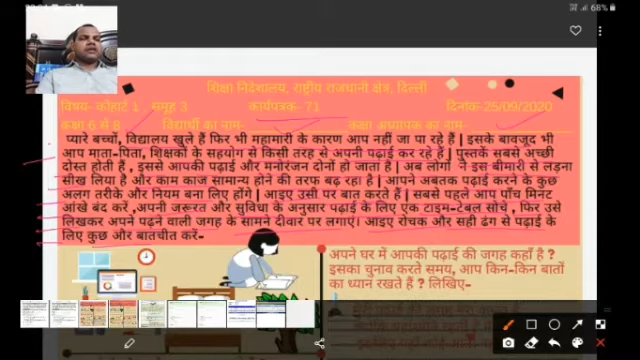 68%
शिक्षा निदेशालय, राष्ट्रीय राजधानी क्षेत्र, दिल्ली
विषय- कोहार्ट 1 समूह 3 कार्यपत्रक- 71 दिनांक-25/09/2020
कक्षा 6 से 8 विद्यार्थी का नाम- कक्षा अध्यापक का नाम-
प्यारे बच्चों, विद्यालय खुले हैं फिर भी महामारी के कारण आप नहीं जा पा रहे हैं | इसके बावजूद भी
आप माता-पिता, शिक्षकों के सहयोग से किसी तरह से अपनी पढ़ाई कर रहे हैं | पुस्तकें सबसे अच्छी
दोस्त होती हैं , इससे आपकी पढ़ाई और मनोरंजन दोनों हो जाता है | अब लोगों ने इस बीमारी से लड़ना
सीख लिया है और काम काज सामान्य होने की तरफ बढ़ रहा है | आपने अबतक पढ़ाई करने के कुछ
अलग तरीके और नियम बना लिए होंगे | आइए उसी पर बात करते हैं | सबसे पहले आप पाँच मिनट
आँखे बंद करें ,अपनी जरूरत और सुविधा के अनुसार पढ़ाई के लिए एक टाइम-टेबल सोचे , फिर उसे
लिखकर अपने पढ़ने वाली जगह के सामने दीवार पर लगाएं। आइए रोचक और सही ढंग से पढ़ाई के
लिए कुछ और बातचीत करें-
अपने घर में आपकी पढ़ाई की जगह कहाँ है ?
इसका चुनाव करते समय, आप किन-किन बातों
का ध्यान रखते हैं ? लिखिए-